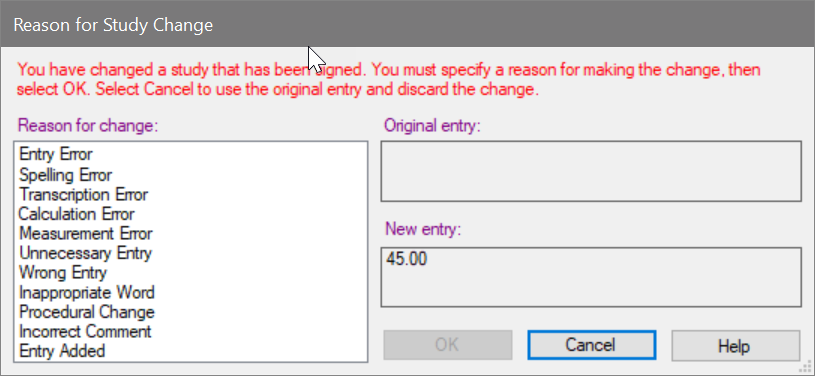 Reason for Study Change
You have changed a study that has been signed. You must specify a reason for making the change, then
select OK. Select Cancel to use the original entry and discard the change.
Reason for change:
Entry Error
Spelling Error
Transcription Error
Calculation Error
Measurement Error
Unnecessary Entry
Wrong Entry
Inappropriate Word
Procedural Change
Incorrect Comment
Entry Added
Original entry:
New entry:
45.00
OK
Cancel
Help